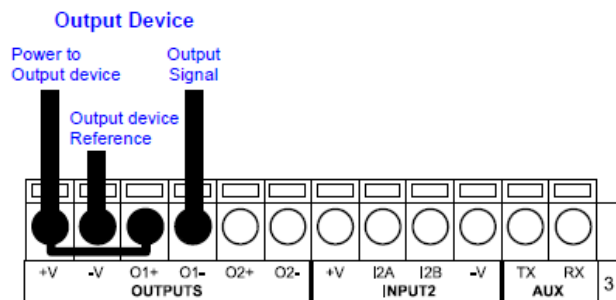 Output Device
Power to
Output device
Output
Signal
Output device
Reference
+V -V O1+ O1- O2+ O2- +V I2A I2B -V TX RX 3
OUTPUTS INPUT2 AUX